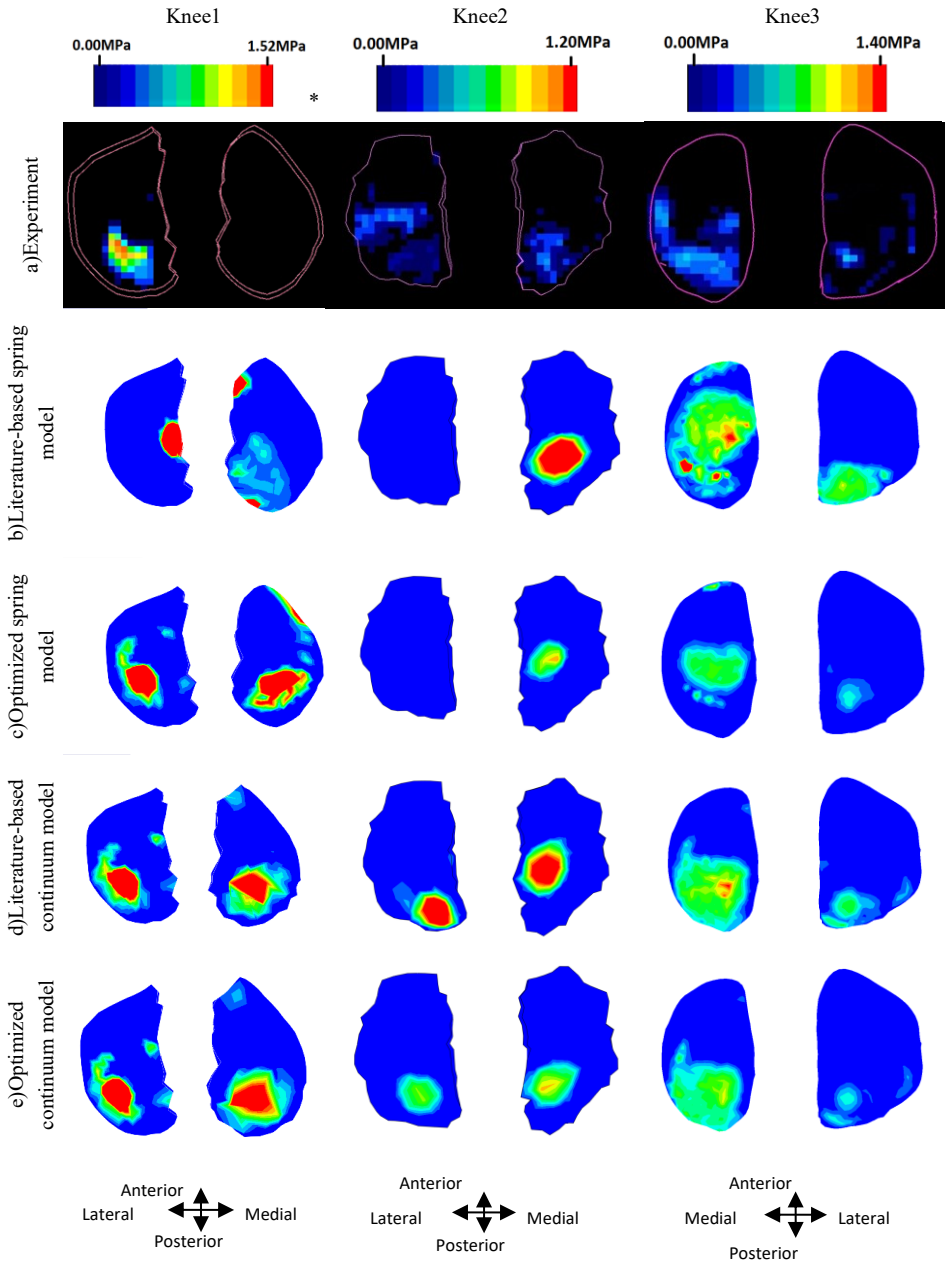 Knee1 Knee2 Knee3
0.00MPa 1.52MPa 0.00MPa 1.20MPa 0.00MPa 1.40MPa
*
a)Experiment
b)Literature-based spring
model
c)Optimized spring
model
d)Literature-based
continuum model
e)Optimized
continuum model
Anterior Anterior Anterior
Lateral Medial Lateral Medial Medial Lateral
Posterior Posterior Posterior